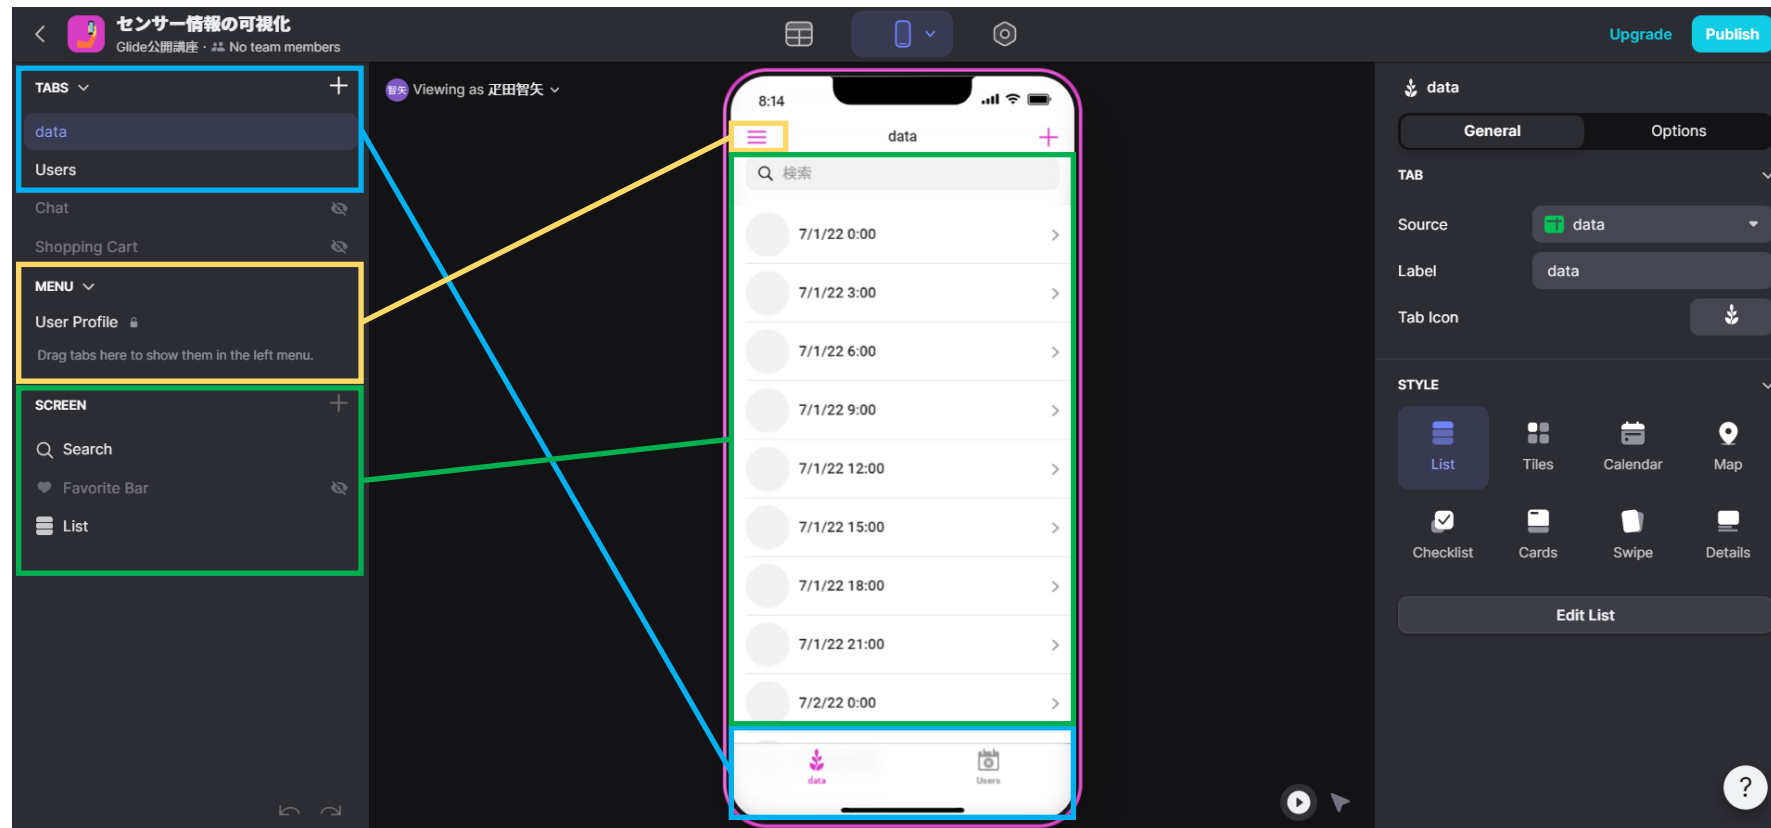 センサー情報の可視化
Glide公開講座 · No team members
Upgrade
Publish
TABS
data
Users
Chat
Shopping Cart
MENU
User Profile
Drag tabs here to show them in the left menu.
SCREEN
Search
Favorite Bar
List
智矢 Viewing as 疋田智矢
8:14
data
検索
7/1/22 0:00
7/1/22 3:00
7/1/22 6:00
7/1/22 9:00
7/1/22 12:00
7/1/22 15:00
7/1/22 18:00
7/1/22 21:00
7/2/22 0:00
data
Users
data
General
Options
TAB
Source
data
Label
data
Tab Icon
STYLE
List
Tiles
Calendar
Map
Checklist
Cards
Swipe
Details
Edit List
?